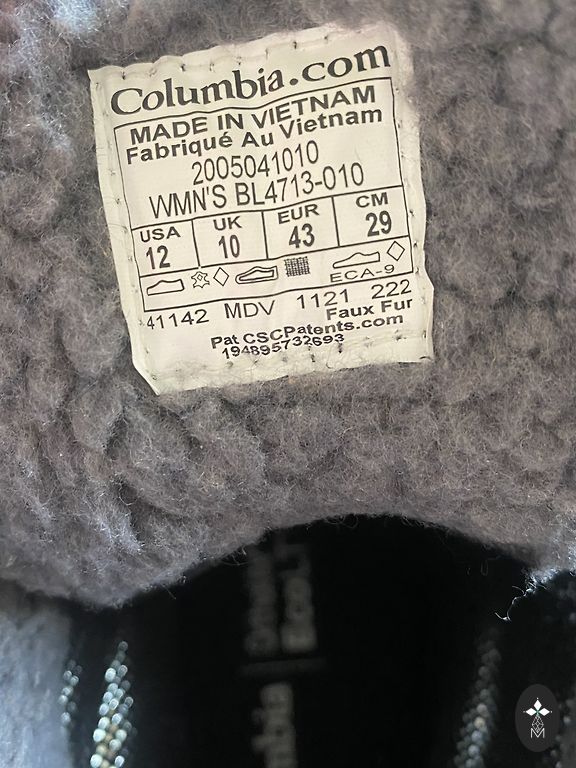 Columbia.com
MADE IN VIETNAM
Fabriqué Au Vietnam
2005041010
WMN'S BL4713-010
USA UK EUR CM
12 10 43 29
ECA-9
41142 MDV 1121 222
Faux Fur
Pat CSCPatents.com
194895732693